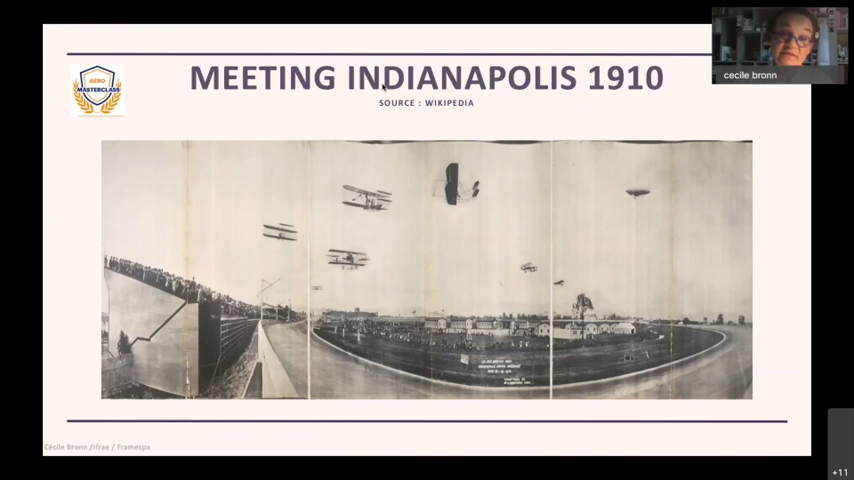 MEETING INDIANAPOLIS 1910
SOURCE : WIKIPEDIA
AERO
MASTERCLASS
cecile bronn
Cécile Bronn /Ifrae / Framespa
+11